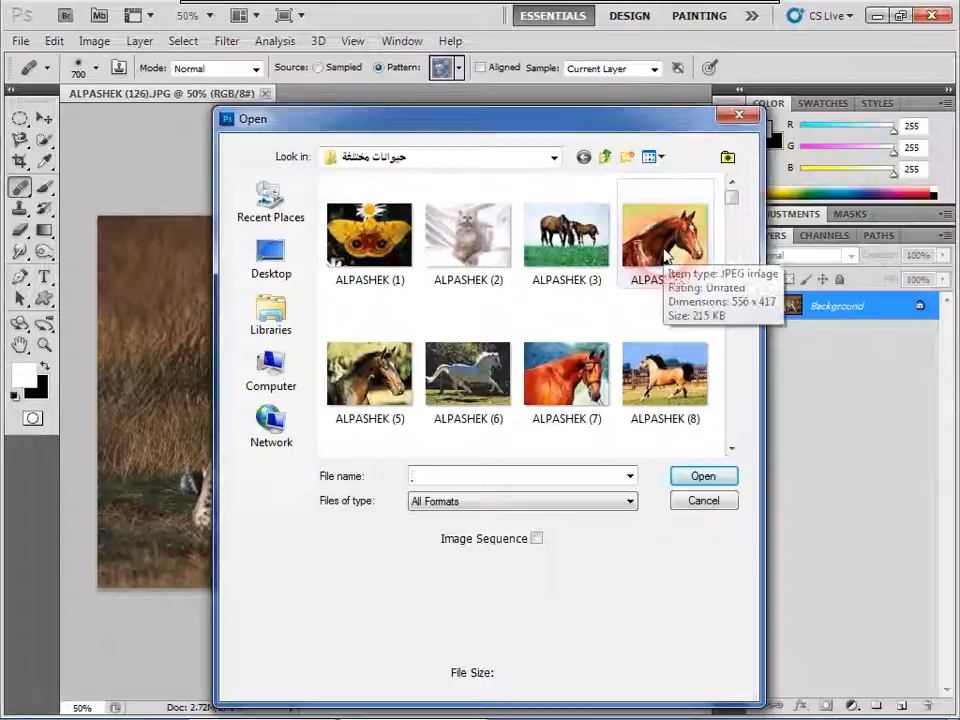 Ps Br Mb 50% ESSENTIALS DESIGN PAINTING CS Live
File Edit Image Layer Select Filter Analysis 3D View Window Help
700 Mode: Normal Source: Sampled Pattern: Aligned Sample: Current Layer
ALPASHEK (126).JPG @ 50% (RGB/8#)
COLOR SWATCHES STYLES
R 255
G 255
B 255
MASKS
CHANNELS PATHS
100%
100%
Background
Ps Open
Look in: حيوانات مختلفة
Recent Places
Desktop
Libraries
Computer
Network
ALPASHEK (1) ALPASHEK (2) ALPASHEK (3)
Item type: JPEG image
Rating: Unrated
Dimensions: 556 x 417
Size: 215 KB
ALPASHEK (5) ALPASHEK (6) ALPASHEK (7) ALPASHEK (8)
File name: Open
Files of type: All Formats Cancel
Image Sequence
File Size:
50%